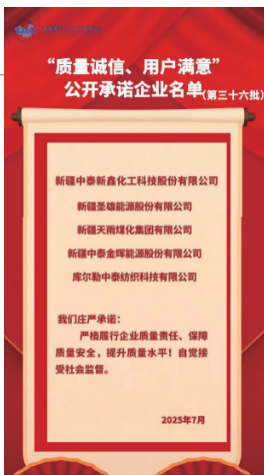 “质量诚信、用户满意”
公开承诺企业名单(第三十六批)
新疆中泰新鑫化工科技股份有限公司
新疆圣雄能源股份有限公司
新疆天雨煤化集团有限公司
新疆中泰金晖能源股份有限公司
库尔勒中泰纺织科技有限公司
我们庄严承诺：
严格履行企业质量责任、保障
质量安全，提升质量水平！自觉接
受社会监督。
2025年7月